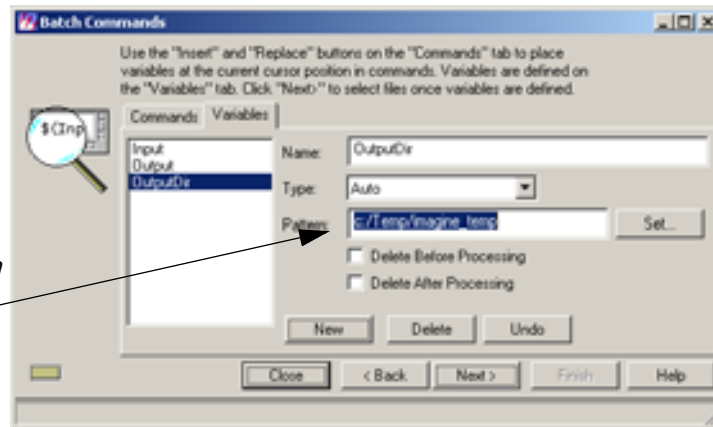 Batch Commands
Use the "Insert" and "Replace" buttons on the "Commands" tab to place
variables at the current cursor position in commands. Variables are defined on
the "Variables" tab. Click "Next>" to select files once variables are defined.
$(Inp
Commands Variables
Input
Output
OutputDir
Name: OutputDir
Type: Auto
Pattern: c:/Temp/imagine_temp Set...
Delete Before Processing
Delete After Processing
New Delete Undo
Close < Back Next > Finish Help